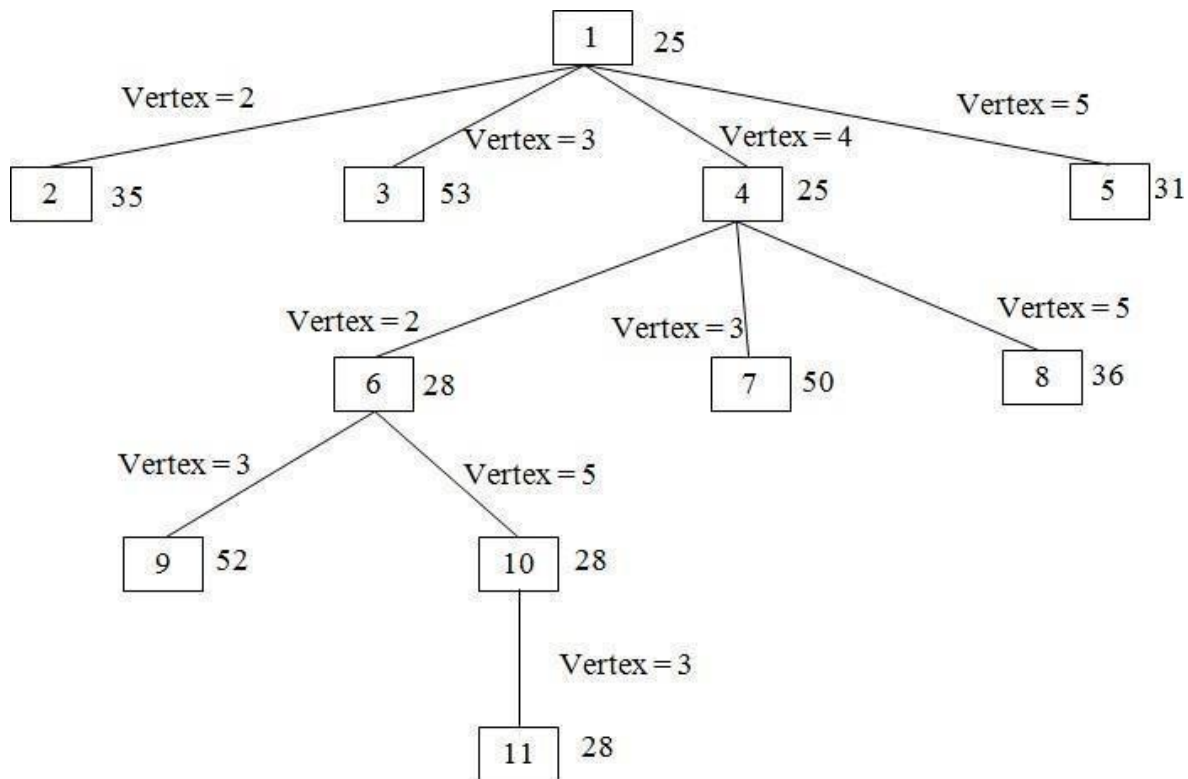 1 25
Vertex = 2
Vertex = 3
Vertex = 4
Vertex = 5
2 35
3 53
4 25
5 31
Vertex = 2
Vertex = 3
Vertex = 5
6 28
7 50
8 36
Vertex = 3
Vertex = 5
9 52
10 28
Vertex = 3
11 28